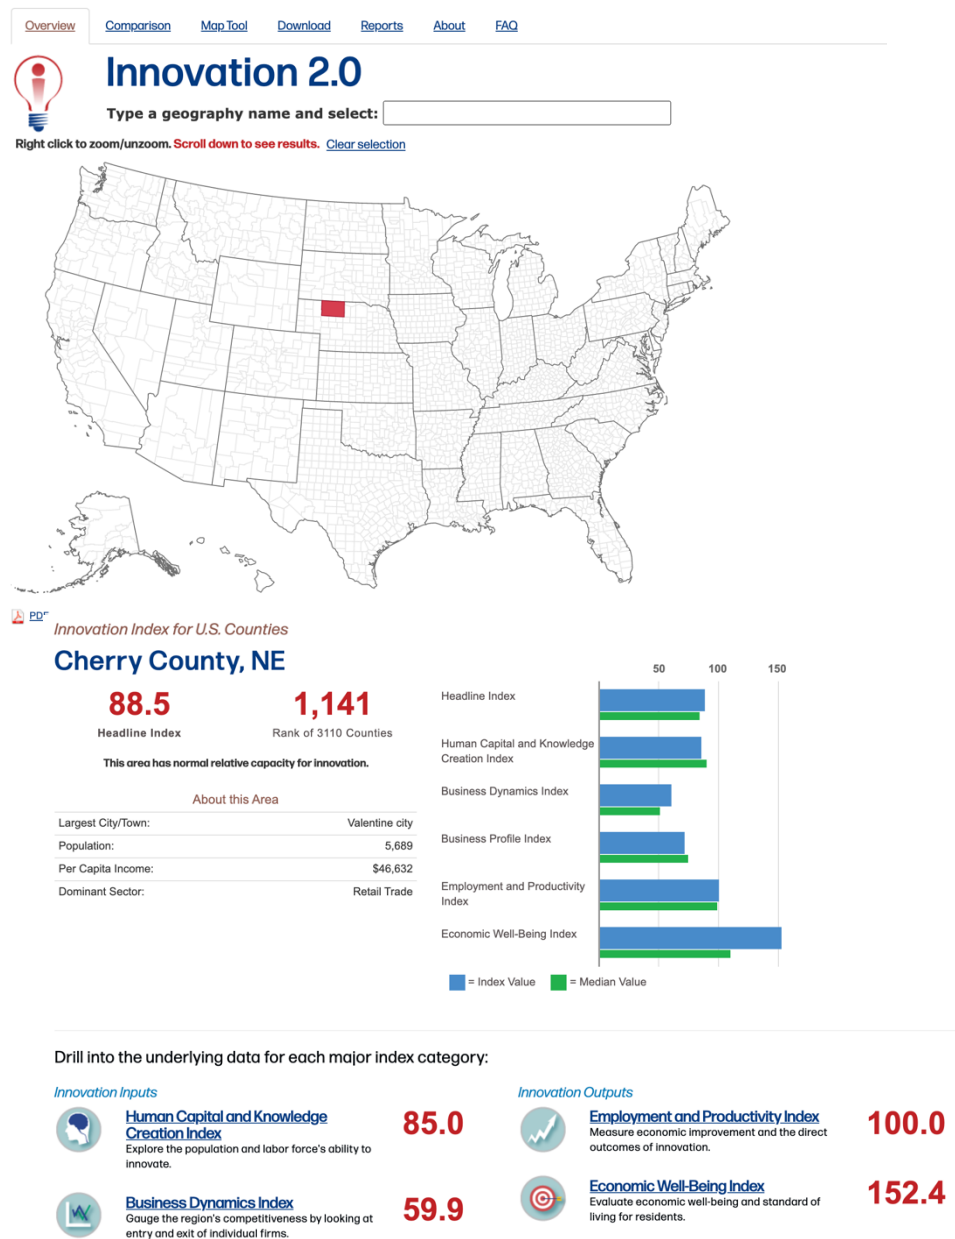 Overview Comparison Map Tool Download Reports About FAQ
Innovation 2.0
Type a geography name and select:
Right click to zoom/unzoom. Scroll down to see results. Clear selection
PDF
Innovation Index for U.S. Counties
Cherry County, NE
88.5
Headline Index
1,141
Rank of 3110 Counties
This area has normal relative capacity for innovation.
About this Area
Largest City/Town: Valentine city
Population: 5,689
Per Capita Income: $46,632
Dominant Sector: Retail Trade
50 100 150
Headline Index
Human Capital and Knowledge
Creation Index
Business Dynamics Index
Business Profile Index
Employment and Productivity
Index
Economic Well-Being Index
= Index Value = Median Value
Drill into the underlying data for each major index category:
Innovation Inputs
Human Capital and Knowledge
Creation Index
Explore the population and labor force's ability to
innovate.
85.0
Business Dynamics Index
Gauge the region's competitiveness by looking at
entry and exit of individual firms.
59.9
Innovation Outputs
Employment and Productivity Index
Measure economic improvement and the direct
outcomes of innovation.
100.0
Economic Well-Being Index
Evaluate economic well-being and standard of
living for residents.
152.4